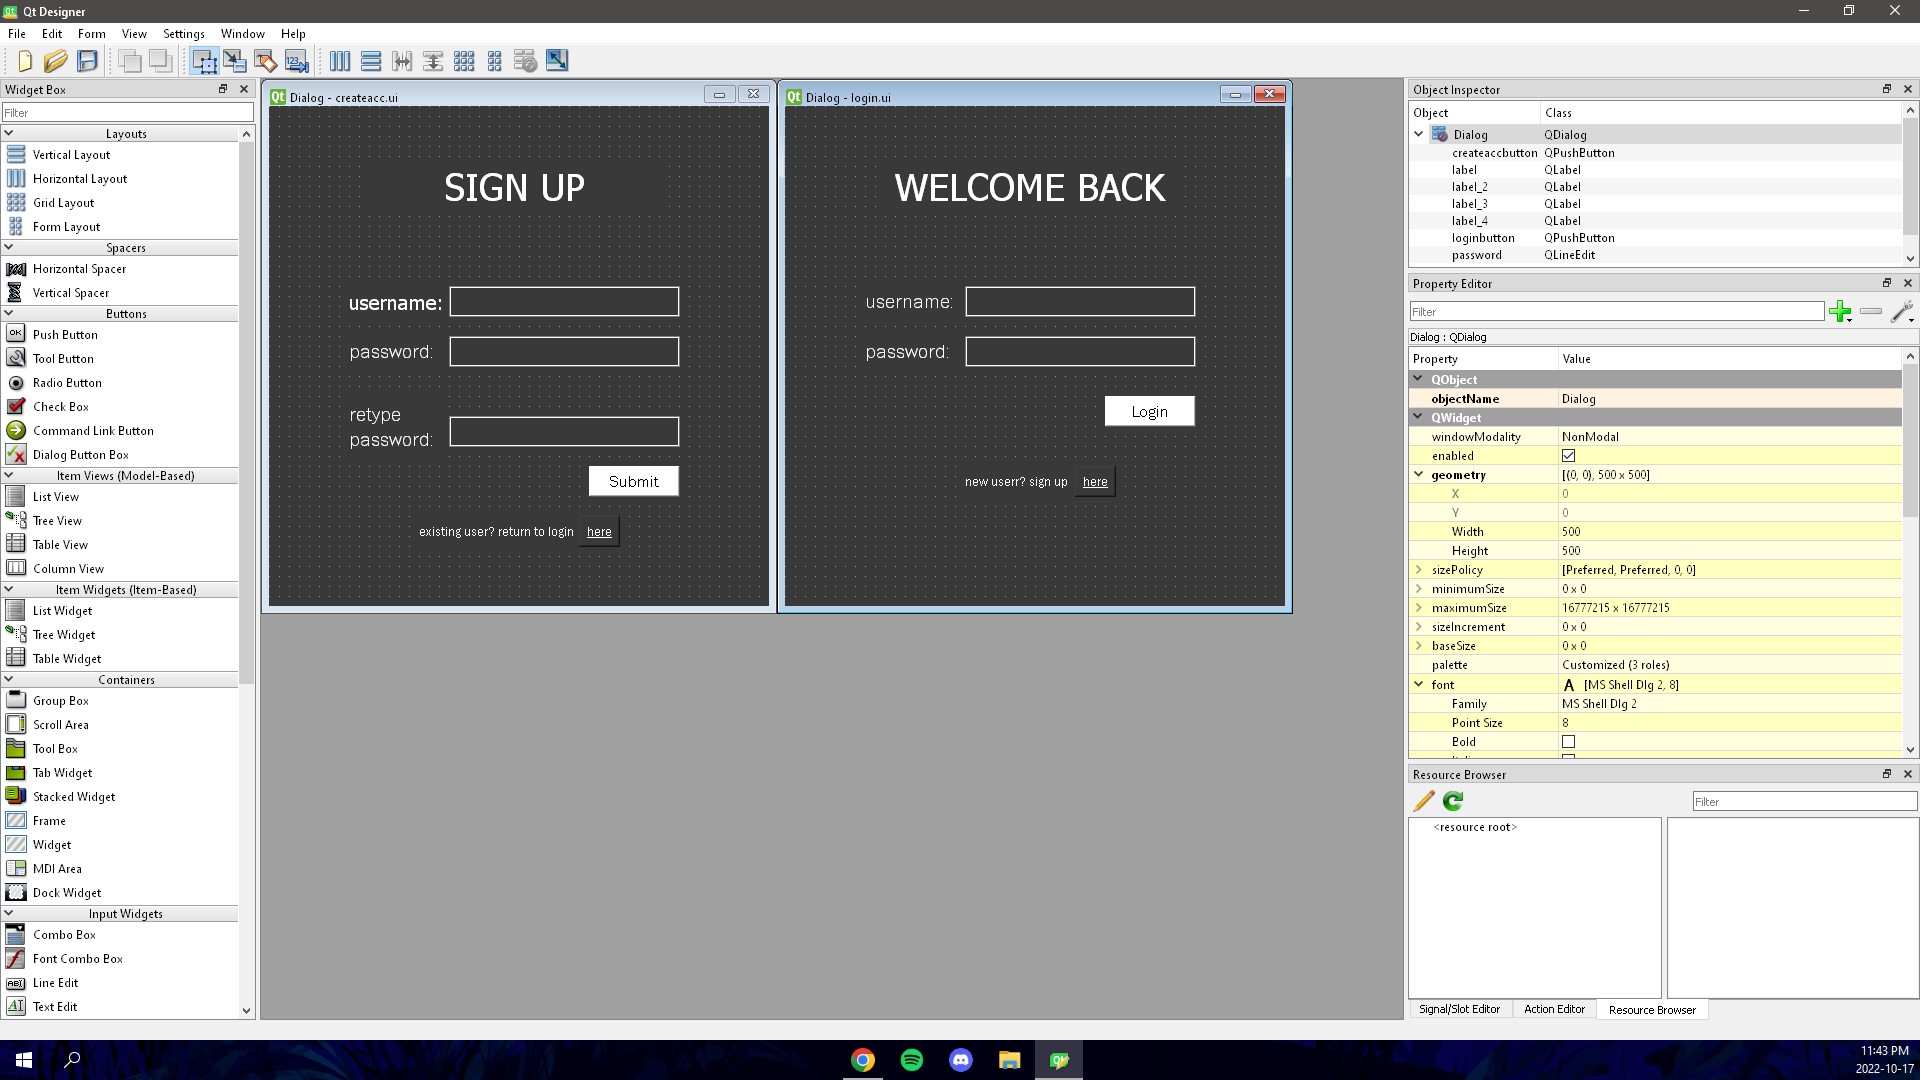 Qt Designer
File Edit Form View Settings Window Help
Widget Box
Filter
Layouts
Vertical Layout
Horizontal Layout
Grid Layout
Form Layout
Spacers
Horizontal Spacer
Vertical Spacer
Buttons
OK Push Button
Tool Button
Radio Button
Check Box
Command Link Button
Dialog Button Box
Item Views (Model-Based)
List View
Tree View
Table View
Column View
Item Widgets (Item-Based)
List Widget
Tree Widget
Table Widget
Containers
Group Box
Scroll Area
Tool Box
Tab Widget
Stacked Widget
Frame
Widget
MDI Area
Dock Widget
Input Widgets
Combo Box
Font Combo Box
ABI Line Edit
AI Text Edit
Qt Dialog - createacc.ui
SIGN UP
username:
password:
retype
password:
Submit
existing user? return to login here
Qt Dialog - login.ui
WELCOME BACK
username:
password:
Login
new userr? sign up here
Object Inspector
Object Class
Dialog QDialog
createaccbutton QPushButton
label QLabel
label_2 QLabel
label_3 QLabel
label_4 QLabel
loginbutton QPushButton
password QLineEdit
Property Editor
Filter
Dialog : QDialog
Property Value
QObject
objectName Dialog
QWidget
windowModality NonModal
enabled
geometry [(0, 0), 500 x 500]
X 0
Y 0
Width 500
Height 500
sizePolicy [Preferred, Preferred, 0, 0]
minimumSize 0 x 0
maximumSize 16777215 x 16777215
sizeIncrement 0 x 0
baseSize 0 x 0
palette Customized (3 roles)
font A [MS Shell Dlg 2, 8]
Family MS Shell Dlg 2
Point Size 8
Bold
Resource Browser
Filter
<resource root>
Signal/Slot Editor Action Editor Resource Browser
11:43 PM
2022-10-17